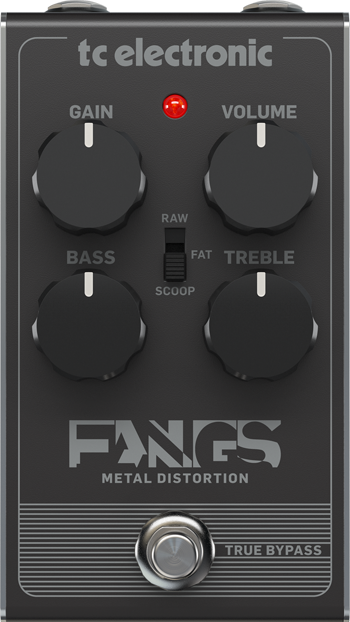 tc electronic
GAIN
VOLUME
RAW
FAT
SCOOP
BASS
TREBLE
FANGS
METAL DISTORTION
TRUE BYPASS